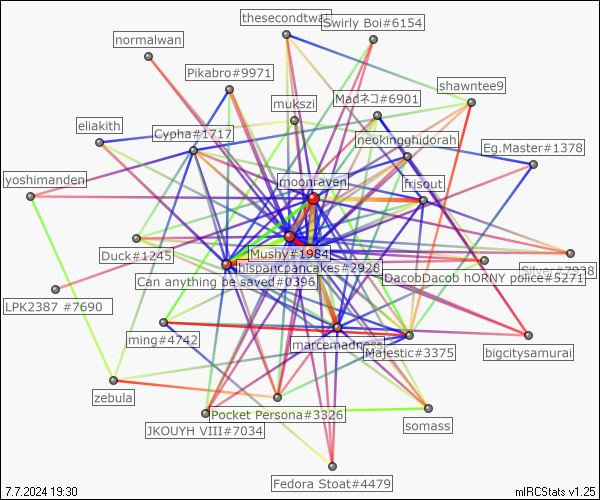 thesecondtwat
Swirly Boi#6154
normalwan
Pikabro#9971
shawntee9
Madネコ#6901
mukszi
eliakith
Cypha#1717
neokingghidorah
Eg.Master#1378
yoshimanden
moonraven
frisout
Duck#1245
Mushy#1984
hispancpancakes#2928
Silver#7938
Can anything be saved#0396
DacobDacob hORNY police#5271
LPK2387 #7690
ming#4742
marcemadness
Majestic#3375
bigcitysamurai
zebula
Pocket Persona#3326
JKOUYH VIII#7034
somass
Fedora Stoat#4479
7.7.2024 19:30
mIRCStats v1.25